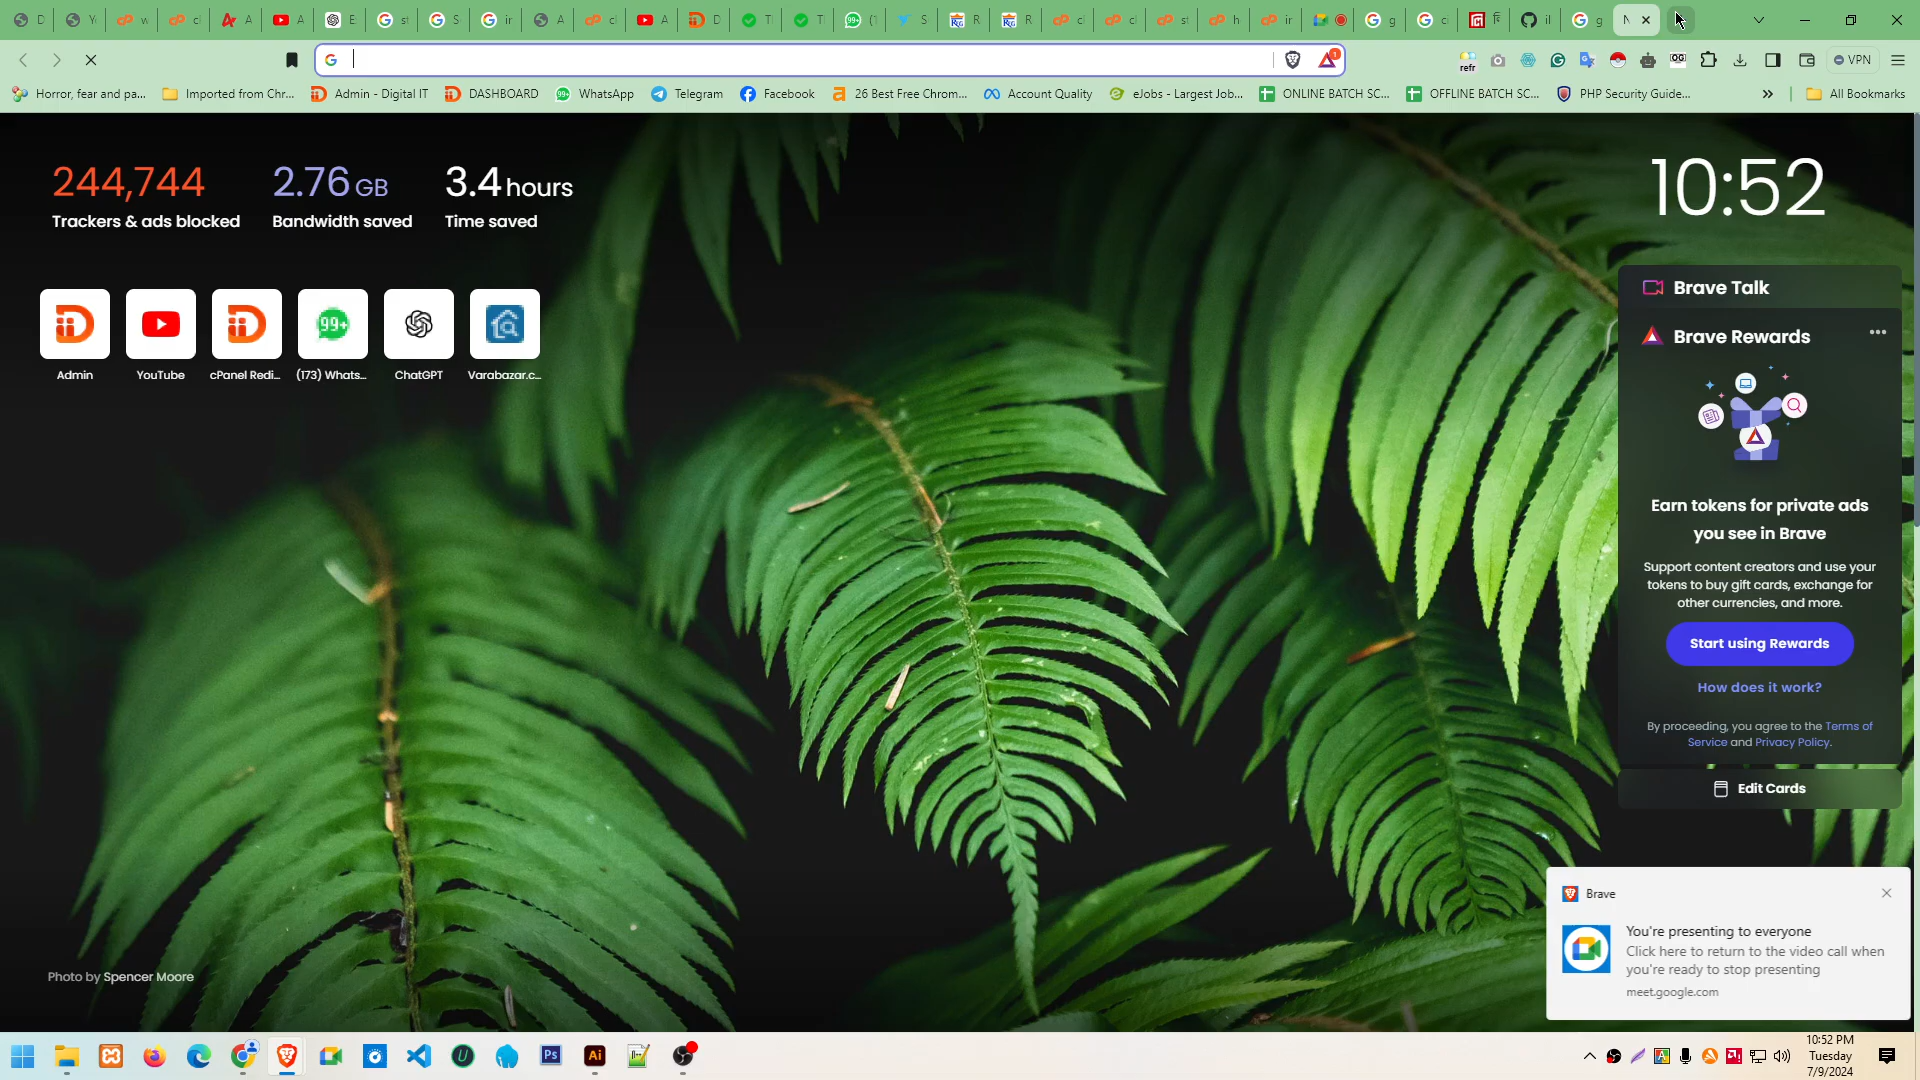 refr
VPN
Horror, fear and pa...
Imported from Chr...
Admin - Digital IT
DASHBOARD
WhatsApp
Telegram
Facebook
26 Best Free Chrom...
Account Quality
eJobs - Largest Job...
ONLINE BATCH SC...
OFFLINE BATCH SC...
PHP Security Guide...
All Bookmarks
244,744
Trackers & ads blocked
2.76 GB
Bandwidth saved
3.4 hours
Time saved
10:52
Brave Talk
Brave Rewards
99+
Admin
YouTube
cPanel Redi...
(173) Whats...
ChatGPT
Varabazar.c...
Earn tokens for private ads
you see in Brave
Support content creators and use your
tokens to buy gift cards, exchange for
other currencies, and more.
Start using Rewards
How does it work?
By proceeding, you agree to the Terms of
Service and Privacy Policy.
Edit Cards
Brave
You're presenting to everyone
Click here to return to the video call when
you're ready to stop presenting
meet.google.com
Photo by Spencer Moore
Ps
Ai
10:52 PM
Tuesday
7/9/2024